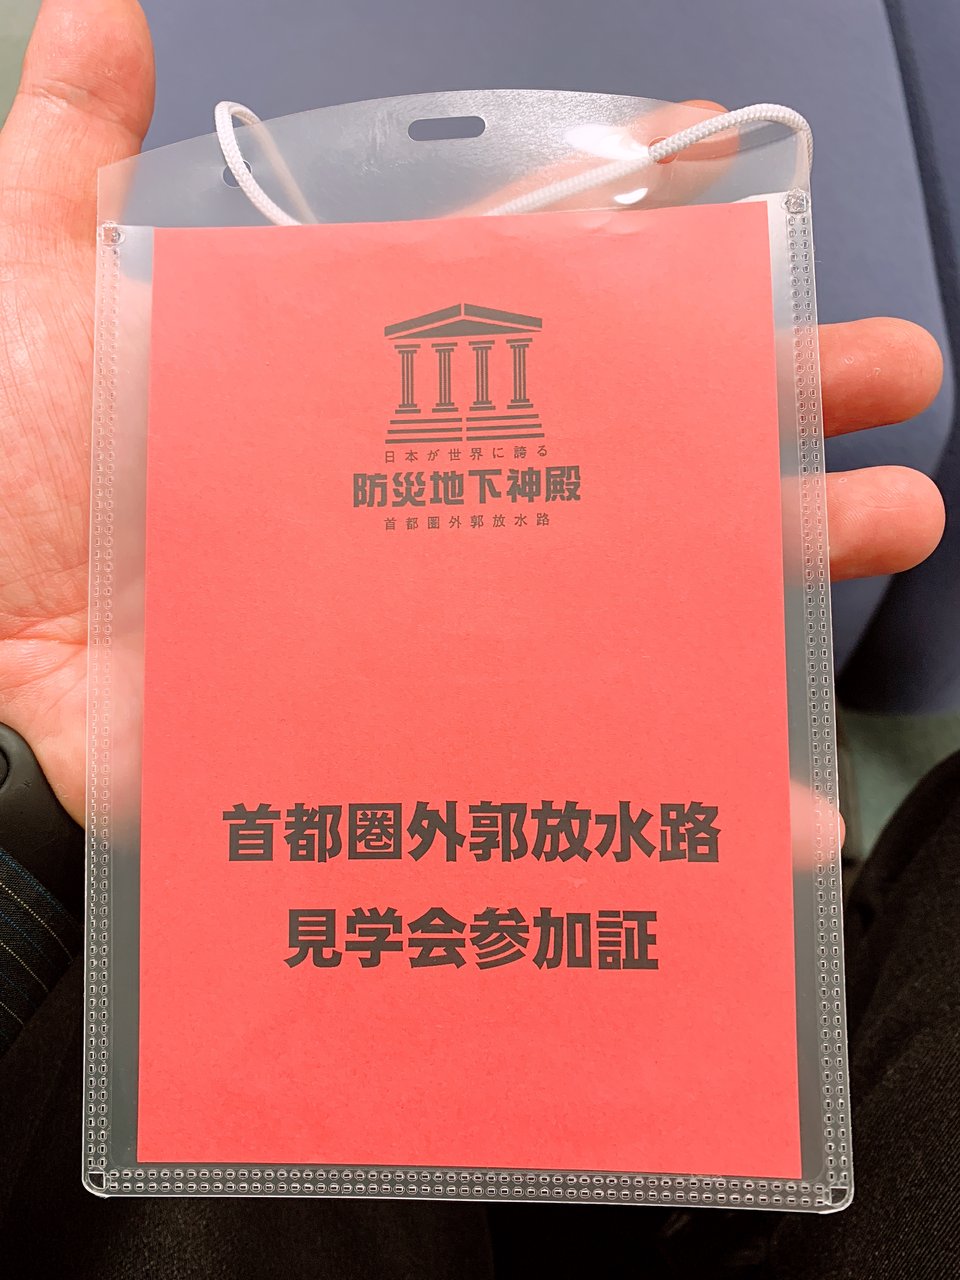 日本が世界に誇る
防災地下神殿
首都圏外郭放水路
首都圏外郭放水路
見学会参加証